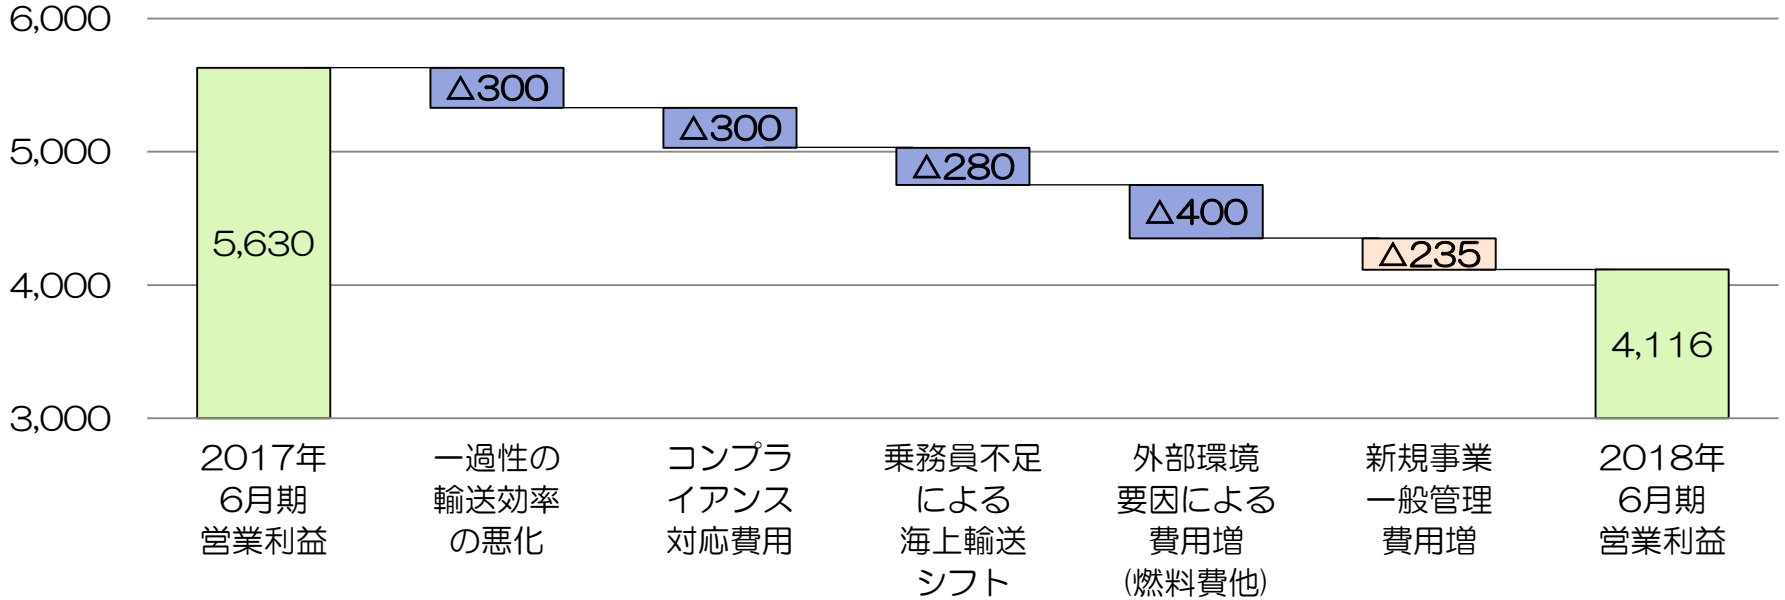 6,000
5,000
4,000
3,000
5,630
△300
△300
△280
△400
△235
4,116
2017年
6月期
営業利益
一過性の
輸送効率
の悪化
コンプラ
イアンス
対応費用
乗務員不足
による
海上輸送
シフト
外部環境
要因による
費用増
(燃料費他)
新規事業
一般管理
費用増
2018年
6月期
営業利益